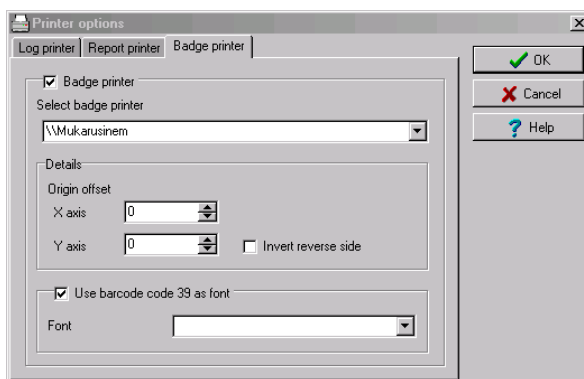 Printer options
Log printer Report printer Badge printer
OK
Cancel
Help
Badge printer
Select badge printer
\\Mukarusinem
Details
Origin offset
X axis 0
Y axis 0 Invert reverse side
Use barcode code 39 as font
Font